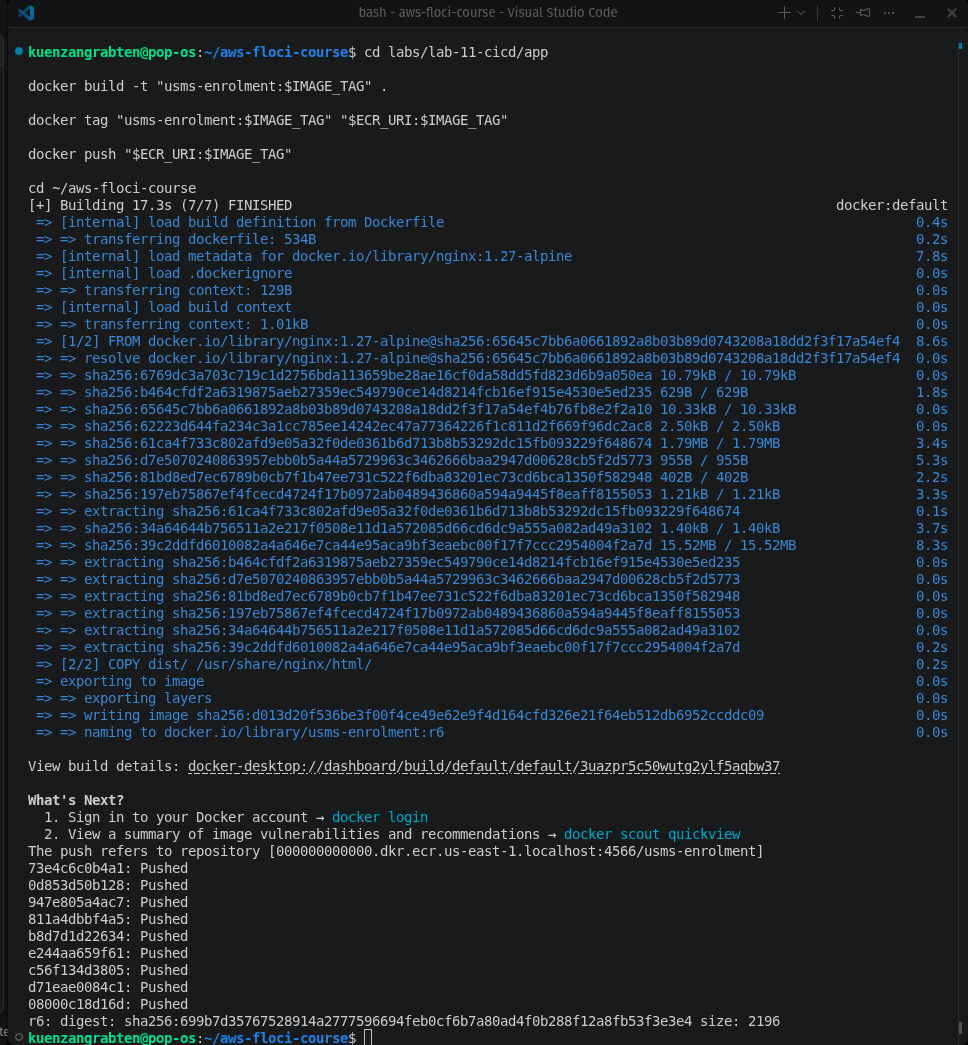 bash - aws-floci-course - Visual Studio Code
kuenzangrabten@pop-os:~/aws-floci-course$ cd labs/lab-11-cicd/app
docker build -t "usms-enrolment:$IMAGE_TAG" .
docker tag "usms-enrolment:$IMAGE_TAG" "$ECR_URI:$IMAGE_TAG"
docker push "$ECR_URI:$IMAGE_TAG"
cd ~/aws-floci-course
[+] Building 17.3s (7/7) FINISHED docker:default
=> [internal] load build definition from Dockerfile 0.4s
=> => transferring dockerfile: 534B 0.2s
=> [internal] load metadata for docker.io/library/nginx:1.27-alpine 7.8s
=> [internal] load .dockerignore 0.0s
=> => transferring context: 129B 0.0s
=> [internal] load build context 0.0s
=> => transferring context: 1.01kB 0.0s
=> [1/2] FROM docker.io/library/nginx:1.27-alpine@sha256:65645c7bb6a0661892a8b03b89d0743208a18dd2f3f17a54ef4 8.6s
=> => resolve docker.io/library/nginx:1.27-alpine@sha256:65645c7bb6a0661892a8b03b89d0743208a18dd2f3f17a54ef4 0.0s
=> => sha256:6769dc3a703c719c1d2756bda113659be28ae16cf0da58dd5fd823d6b9a050ea 10.79kB / 10.79kB 0.0s
=> => sha256:b464cfdf2a6319875aeb27359ec549790ce14d8214fcb16ef915e4530e5ed235 629B / 629B 1.8s
=> => sha256:65645c7bb6a0661892a8b03b89d0743208a18dd2f3f17a54ef4b76fb8e2f2a10 10.33kB / 10.33kB 0.0s
=> => sha256:62223d644fa234c3a1cc785ee14242ec47a77364226f1c811d2f669f96dc2ac8 2.50kB / 2.50kB 0.0s
=> => sha256:61ca4f733c802afd9e05a32f0de0361b6d713b8b53292dc15fb093229f648674 1.79MB / 1.79MB 3.4s
=> => sha256:d7e5070240863957ebb0b5a44a5729963c3462666baa2947d00628cb5f2d5773 955B / 955B 5.3s
=> => sha256:81bd8ed7ec6789b0cb7f1b47ee731c522f6dba83201ec73cd6bca1350f582948 402B / 402B 2.2s
=> => sha256:197eb75867ef4fcecd4724f17b0972ab0489436860a594a9445f8eaff8155053 1.21kB / 1.21kB 3.3s
=> => extracting sha256:61ca4f733c802afd9e05a32f0de0361b6d713b8b53292dc15fb093229f648674 0.1s
=> => sha256:34a64644b756511a2e217f0508e11d1a572085d66cd6dc9a555a082ad49a3102 1.40kB / 1.40kB 3.7s
=> => sha256:39c2ddfd6010082a4a646e7ca44e95aca9bf3eaebc00f17f7ccc2954004f2a7d 15.52MB / 15.52MB 8.3s
=> => extracting sha256:b464cfdf2a6319875aeb27359ec549790ce14d8214fcb16ef915e4530e5ed235 0.0s
=> => extracting sha256:d7e5070240863957ebb0b5a44a5729963c3462666baa2947d00628cb5f2d5773 0.0s
=> => extracting sha256:81bd8ed7ec6789b0cb7f1b47ee731c522f6dba83201ec73cd6bca1350f582948 0.0s
=> => extracting sha256:197eb75867ef4fcecd4724f17b0972ab0489436860a594a9445f8eaff8155053 0.0s
=> => extracting sha256:34a64644b756511a2e217f0508e11d1a572085d66cd6dc9a555a082ad49a3102 0.0s
=> => extracting sha256:39c2ddfd6010082a4a646e7ca44e95aca9bf3eaebc00f17f7ccc2954004f2a7d 0.2s
=> [2/2] COPY dist/ /usr/share/nginx/html/ 0.2s
=> exporting to image 0.0s
=> => exporting layers 0.0s
=> => writing image sha256:d013d20f536be3f00f4ce49e62e9f4d164cfd326e21f64eb512db6952ccddc09 0.0s
=> => naming to docker.io/library/usms-enrolment:r6 0.0s
View build details: docker-desktop://dashboard/build/default/default/3uazpr5c50wutg2ylf5aqbw37
What's Next?
1. Sign in to your Docker account → docker login
2. View a summary of image vulnerabilities and recommendations → docker scout quickview
The push refers to repository [000000000000.dkr.ecr.us-east-1.localhost:4566/usms-enrolment]
73e4c6c0b4a1: Pushed
0d853d50b128: Pushed
947e805a4ac7: Pushed
811a4dbbf4a5: Pushed
b8d7d1d22634: Pushed
e244aa659f61: Pushed
c56f134d3805: Pushed
d71eae0084c1: Pushed
08000c18d16d: Pushed
r6: digest: sha256:699b7d35767528914a2777596694feb0cf6b7a80ad4f0b288f12a8fb53f3e3e4 size: 2196
kuenzangrabten@pop-os:~/aws-floci-course$